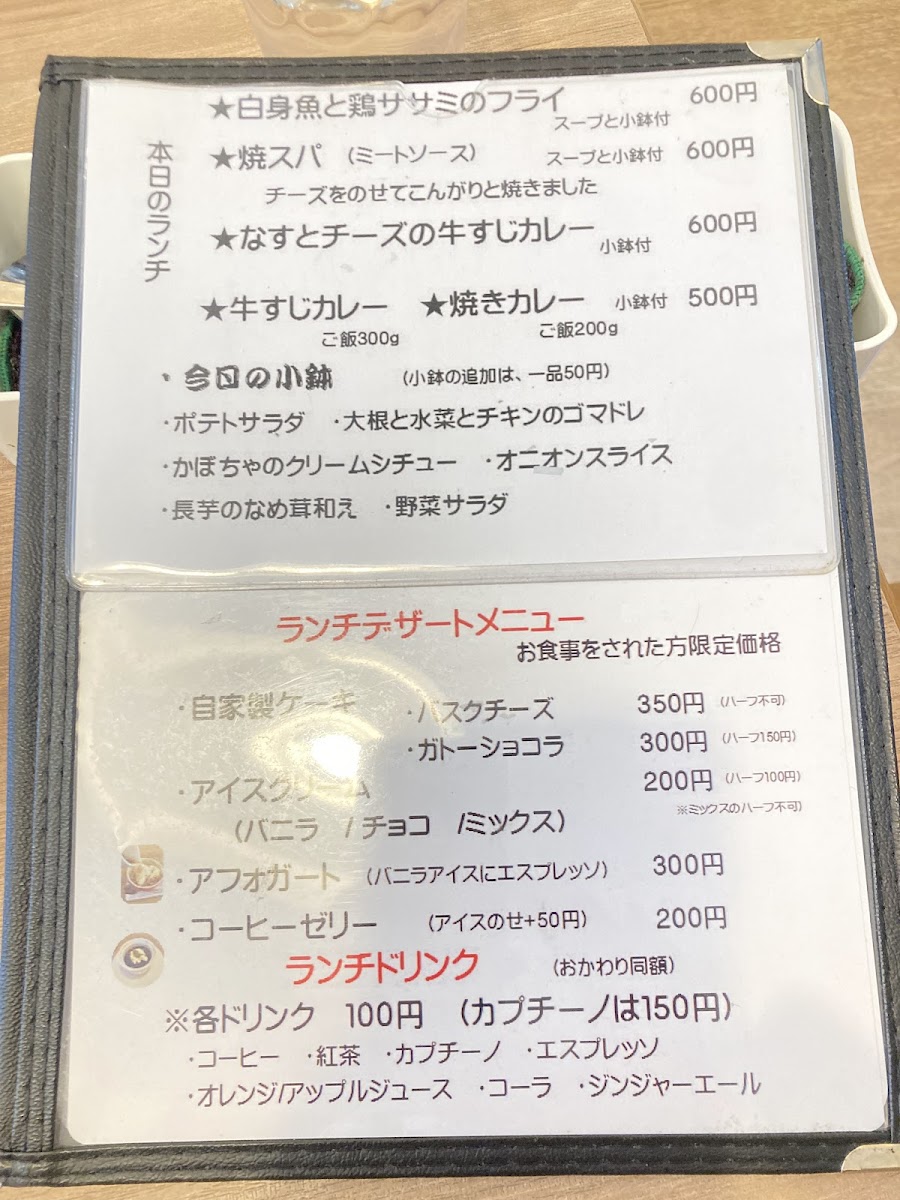 本日のランチ
★白身魚と鶏ササミのフライ 600円
スープと小鉢付
★焼スパ (ミートソース) スープと小鉢付 600円
チーズをのせてこんがりと焼きました
★なすとチーズの牛すじカレー 小鉢付 600円
★牛すじカレー ★焼きカレー 小鉢付 500円
ご飯300g ご飯200g
・今日の小鉢 (小鉢の追加は、一品50円)
・ポテトサラダ ・大根と水菜とチキンのゴマドレ
・かぼちゃのクリームシチュー ・オニオンスライス
・長芋のなめ茸和え ・野菜サラダ
ランチデザートメニュー
お食事をされた方限定価格
・自家製ケーキ ・バスクチーズ 350円 (ハーフ不可)
・ガトーショコラ 300円 (ハーフ150円)
・アイスクリーム 200円 (ハーフ100円)
(バニラ /チョコ /ミックス) ※ミックスのハーフ不可)
・アフォガート (バニラアイスにエスプレッソ) 300円
・コーヒーゼリー (アイスのせ+50円) 200円
ランチドリンク (おかわり同額)
※各ドリンク 100円 (カプチーノは150円)
・コーヒー ・紅茶 ・カプチーノ ・エスプレッソ
・オレンジ/アップルジュース ・コーラ ・ジンジャーエール